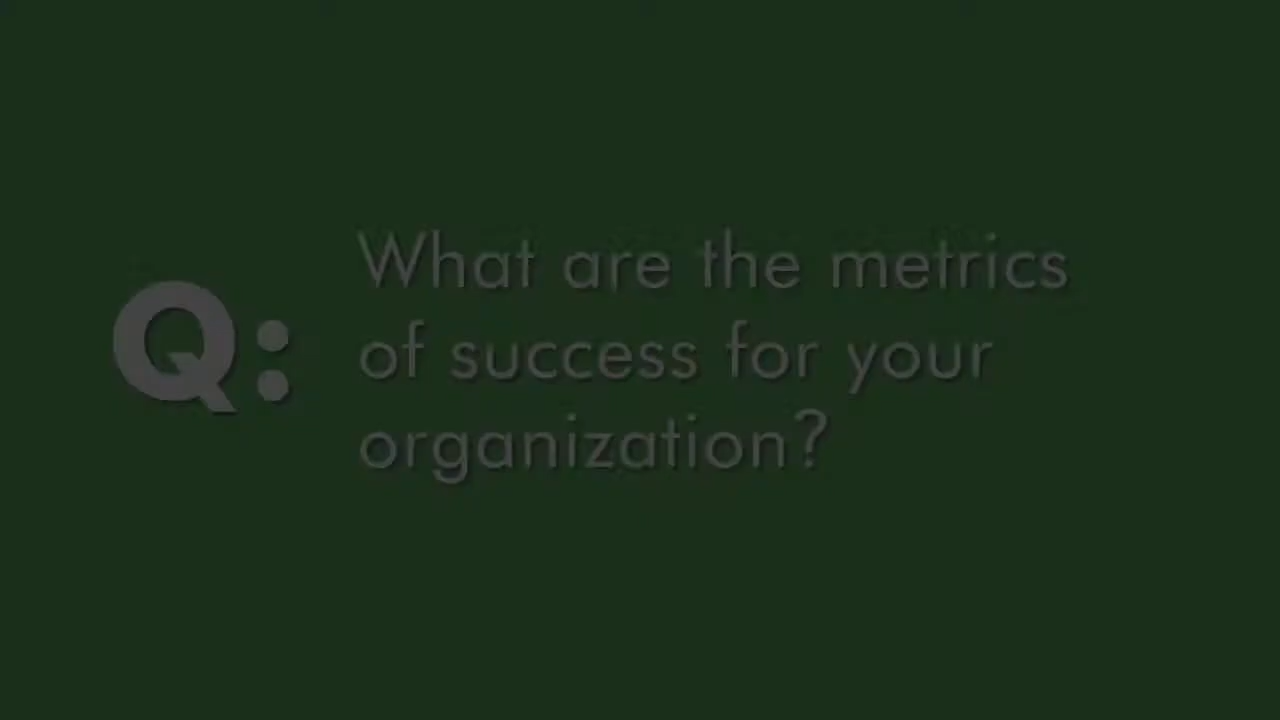 Q:
What are the metrics
of success for your
organization?